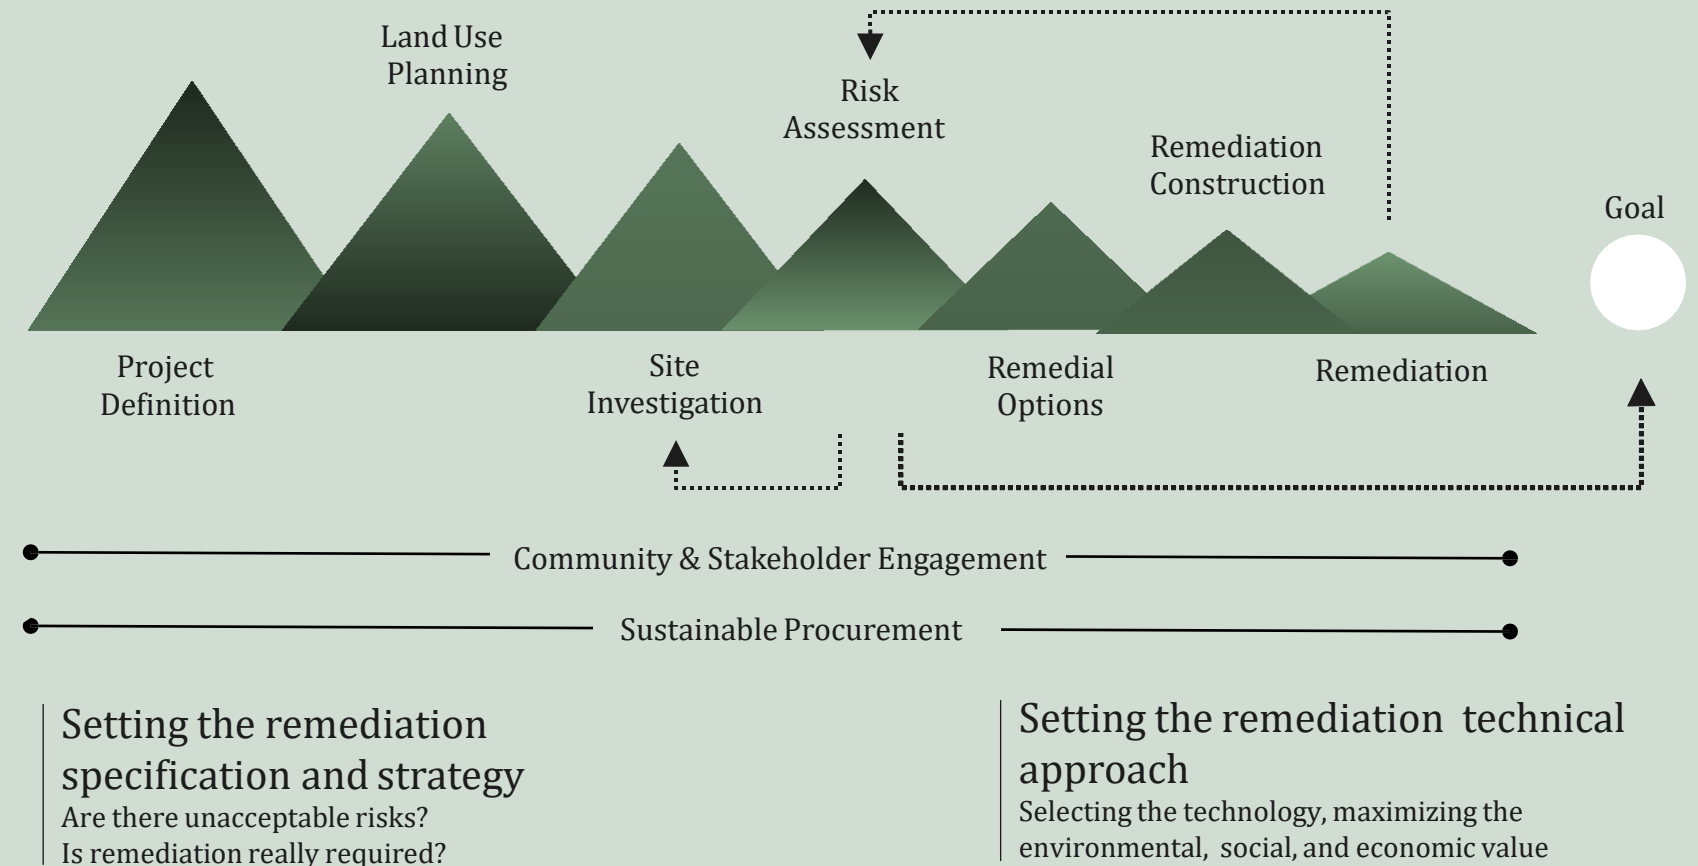 Land Use
Planning
Risk
Assessment
Remediation
Construction
Goal
Project
Definition
Site
Investigation
Remedial
Options
Remediation
Community & Stakeholder Engagement
Sustainable Procurement
Setting the remediation
specification and strategy
Are there unacceptable risks?
Is remediation really required?
Setting the remediation technical
approach
Selecting the technology, maximizing the
environmental, social, and economic value